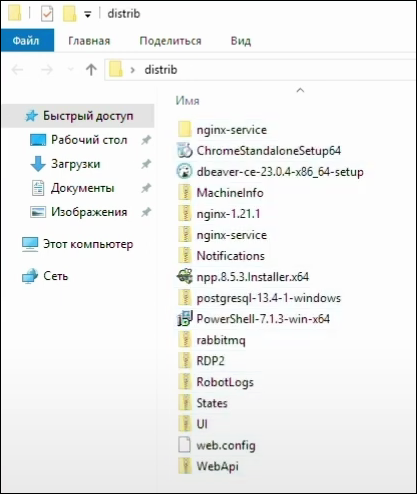 distrib
Файл Главная Поделиться Вид
distrib
Быстрый доступ
Рабочий стол
Загрузки
Документы
Изображения
Этот компьютер
Сеть
Имя
nginx-service
ChromeStandaloneSetup64
dbeaver-ce-23.0.4-x86_64-setup
MachineInfo
nginx-1.21.1
nginx-service
Notifications
npp.8.5.3.Installer.x64
postgresql-13.4-1-windows
PowerShell-7.1.3-win-x64
rabbitmq
RDP2
RobotLogs
States
UI
web.config
WebApi